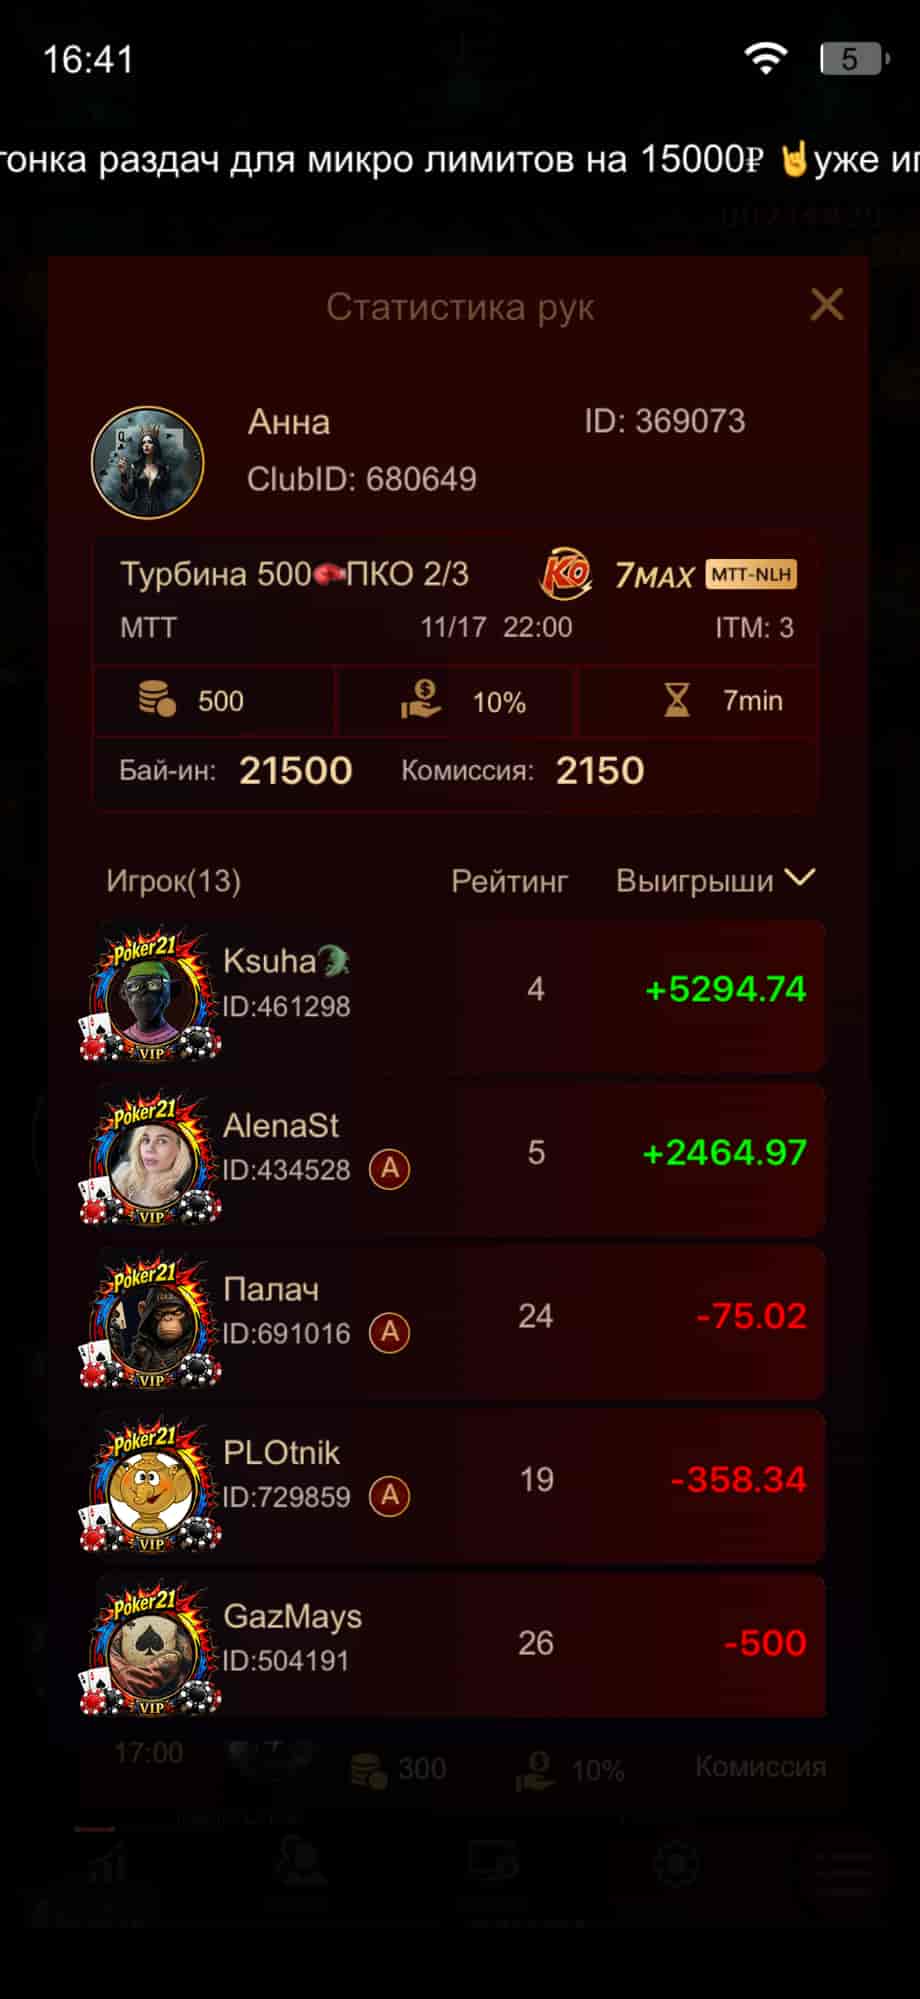 16:41
5
гонка раздач для микро лимитов на 15000₽ 🤘уже иг
Статистика рук
Анна
ID: 369073
ClubID: 680649
Турбина 500🥊ПКО 2/3
KO
7MAX
MTT-NLH
МТТ
11/17 22:00
ITM: 3
500
10%
7min
Бай-ин: 21500
Комиссия: 2150
Игрок(13)
Рейтинг
Выигрыши
Poker21
VIP
Ksuha🦎
ID:461298
4
+5294.74
Poker21
VIP
AlenaSt
ID:434528
A
5
+2464.97
Poker21
VIP
Палач
ID:691016
A
24
-75.02
Poker21
VIP
PLOtnik
ID:729859
A
19
-358.34
Poker21
VIP
GazMays
ID:504191
26
-500
17:00
300
10%
Комиссия